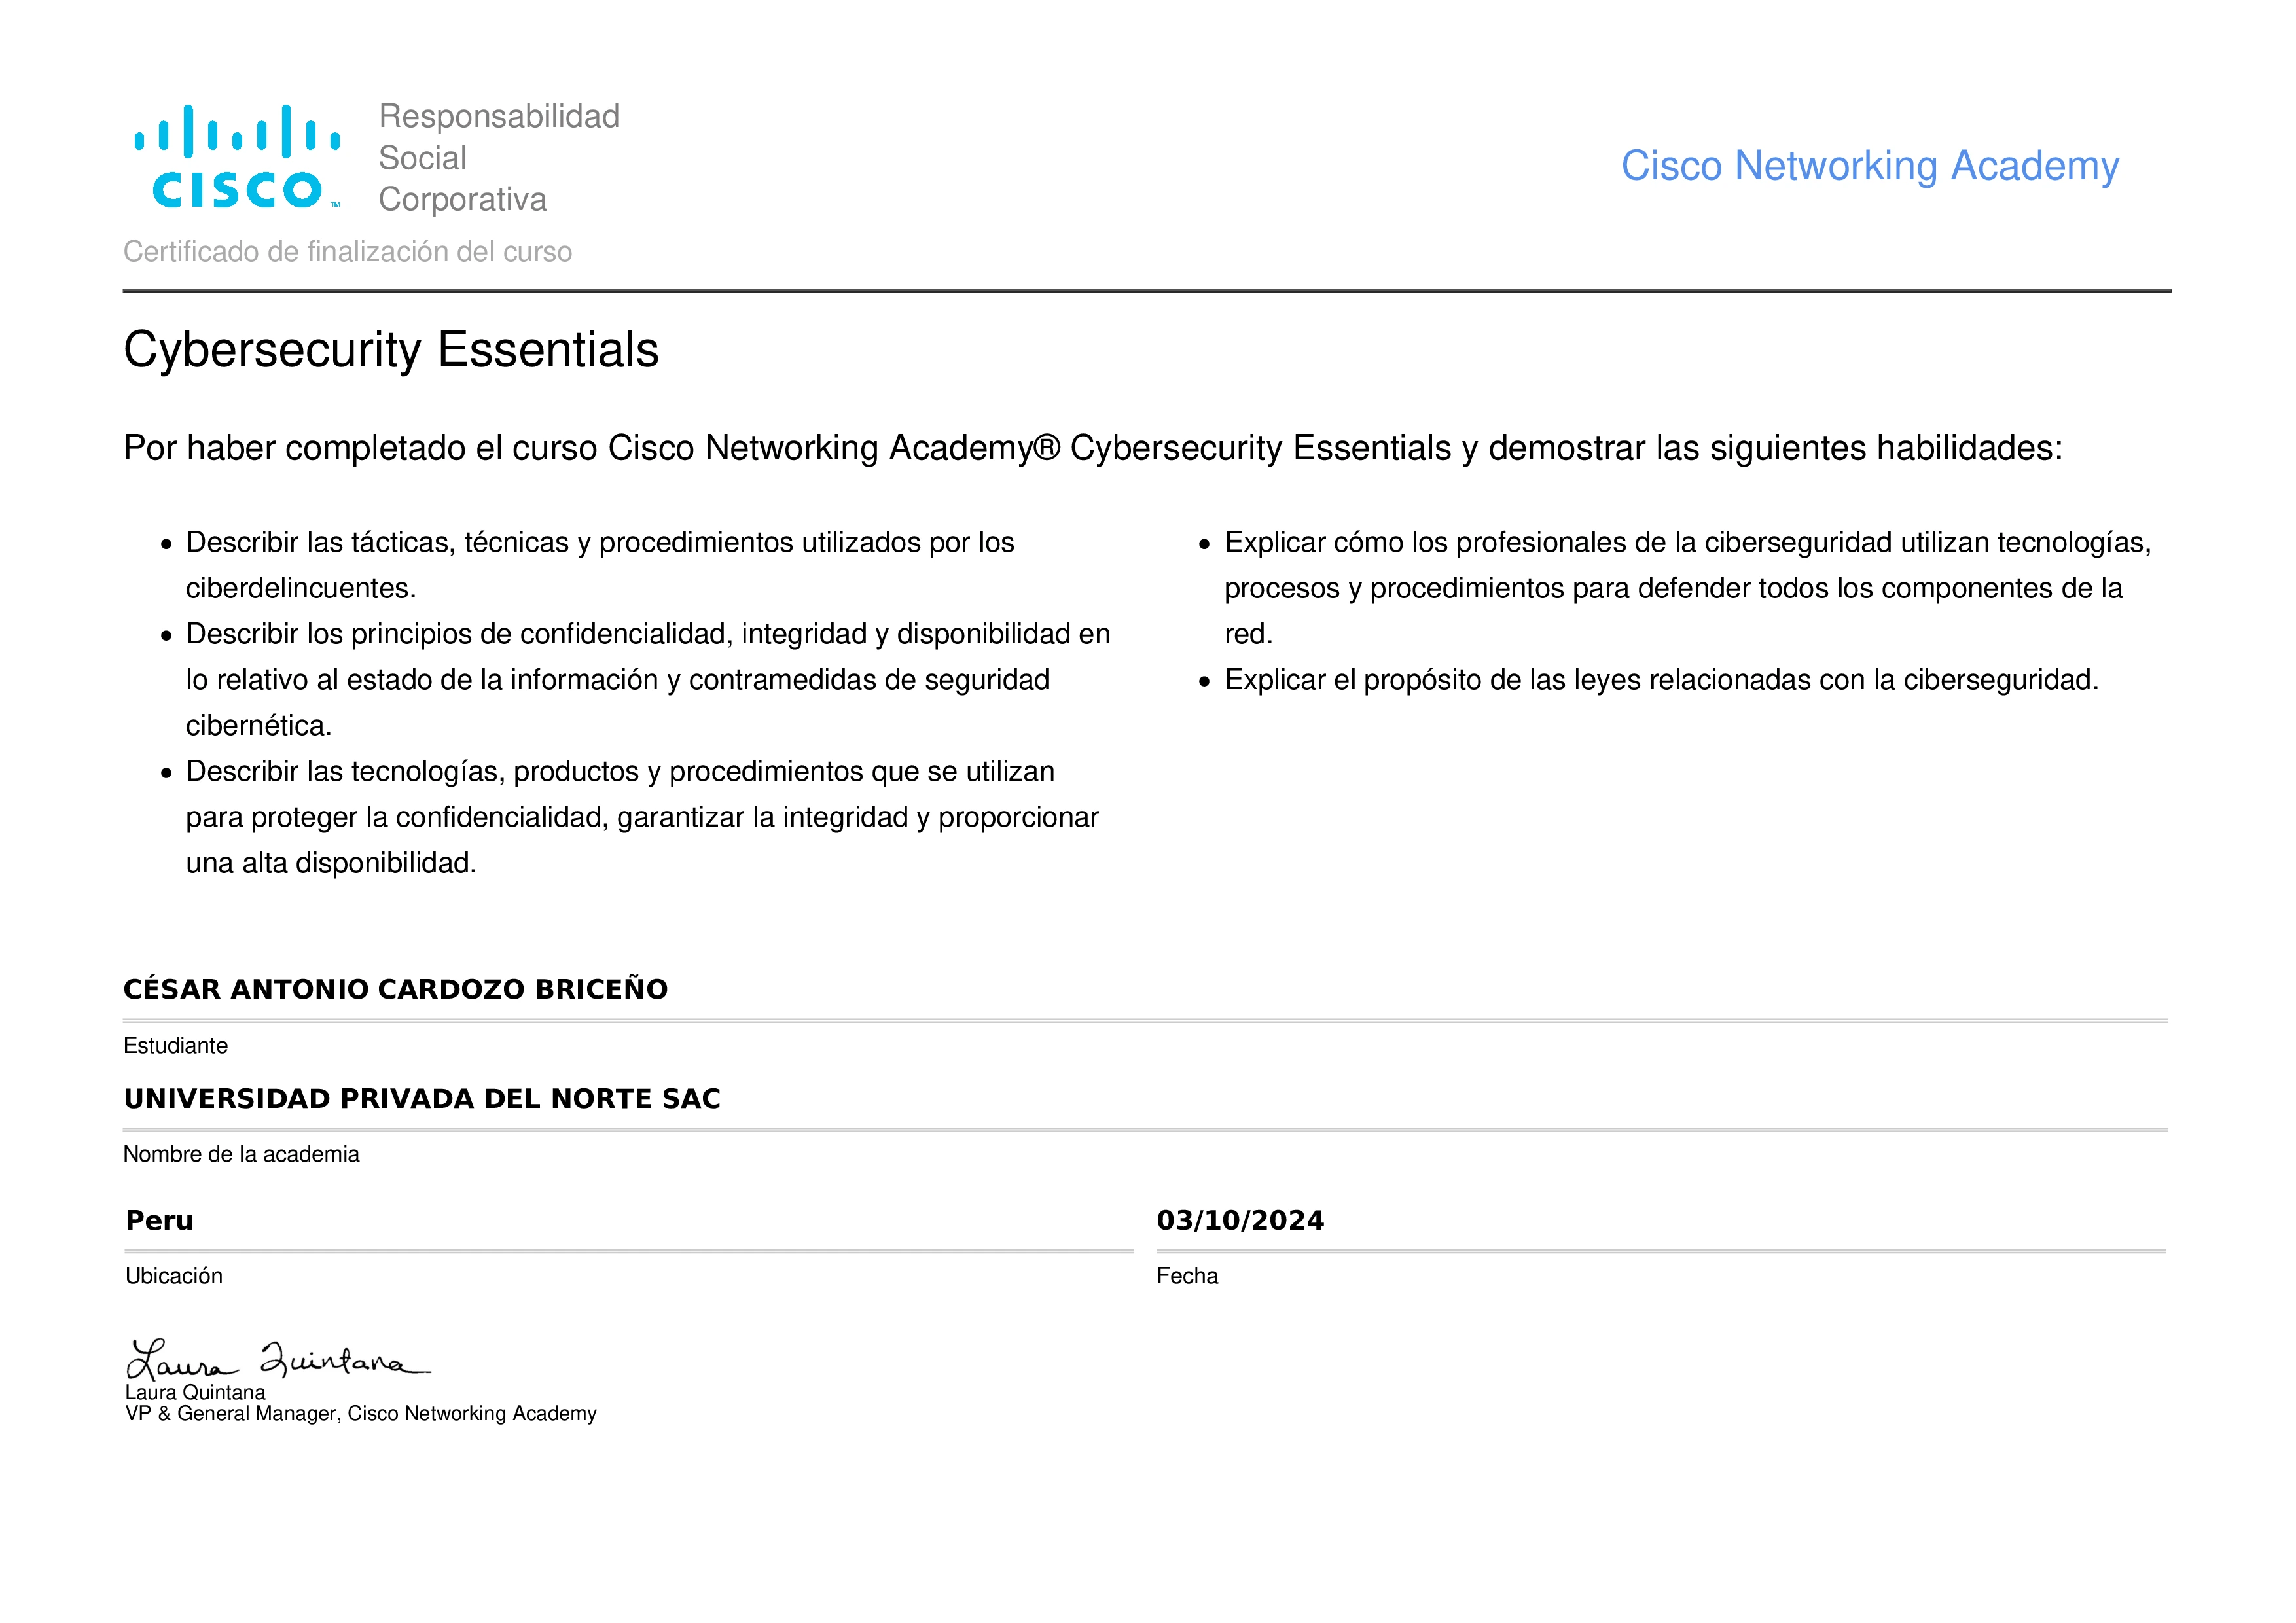 CISCO
TM
Responsabilidad
Social
Corporativa
Cisco Networking Academy
Certificado de finalización del curso
Cybersecurity Essentials
Por haber completado el curso Cisco Networking Academy® Cybersecurity Essentials y demostrar las siguientes habilidades:
• Describir las tácticas, técnicas y procedimientos utilizados por los
ciberdelincuentes.
• Describir los principios de confidencialidad, integridad y disponibilidad en
lo relativo al estado de la información y contramedidas de seguridad
cibernética.
• Describir las tecnologías, productos y procedimientos que se utilizan
para proteger la confidencialidad, garantizar la integridad y proporcionar
una alta disponibilidad.
• Explicar cómo los profesionales de la ciberseguridad utilizan tecnologías,
procesos y procedimientos para defender todos los componentes de la
red.
• Explicar el propósito de las leyes relacionadas con la ciberseguridad.
CÉSAR ANTONIO CARDOZO BRICEÑO
Estudiante
UNIVERSIDAD PRIVADA DEL NORTE SAC
Nombre de la academia
Peru
Ubicación
03/10/2024
Fecha
Laura Quintana
Laura Quintana
VP & General Manager, Cisco Networking Academy